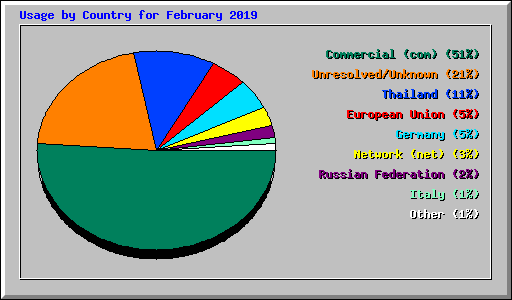 Usage by Country for February 2019
Commercial (com) (51%)
Unresolved/Unknown (21%)
Thailand (11%)
European Union (5%)
Germany (5%)
Network (net) (3%)
Russian Federation (2%)
Italy (1%)
Other (1%)